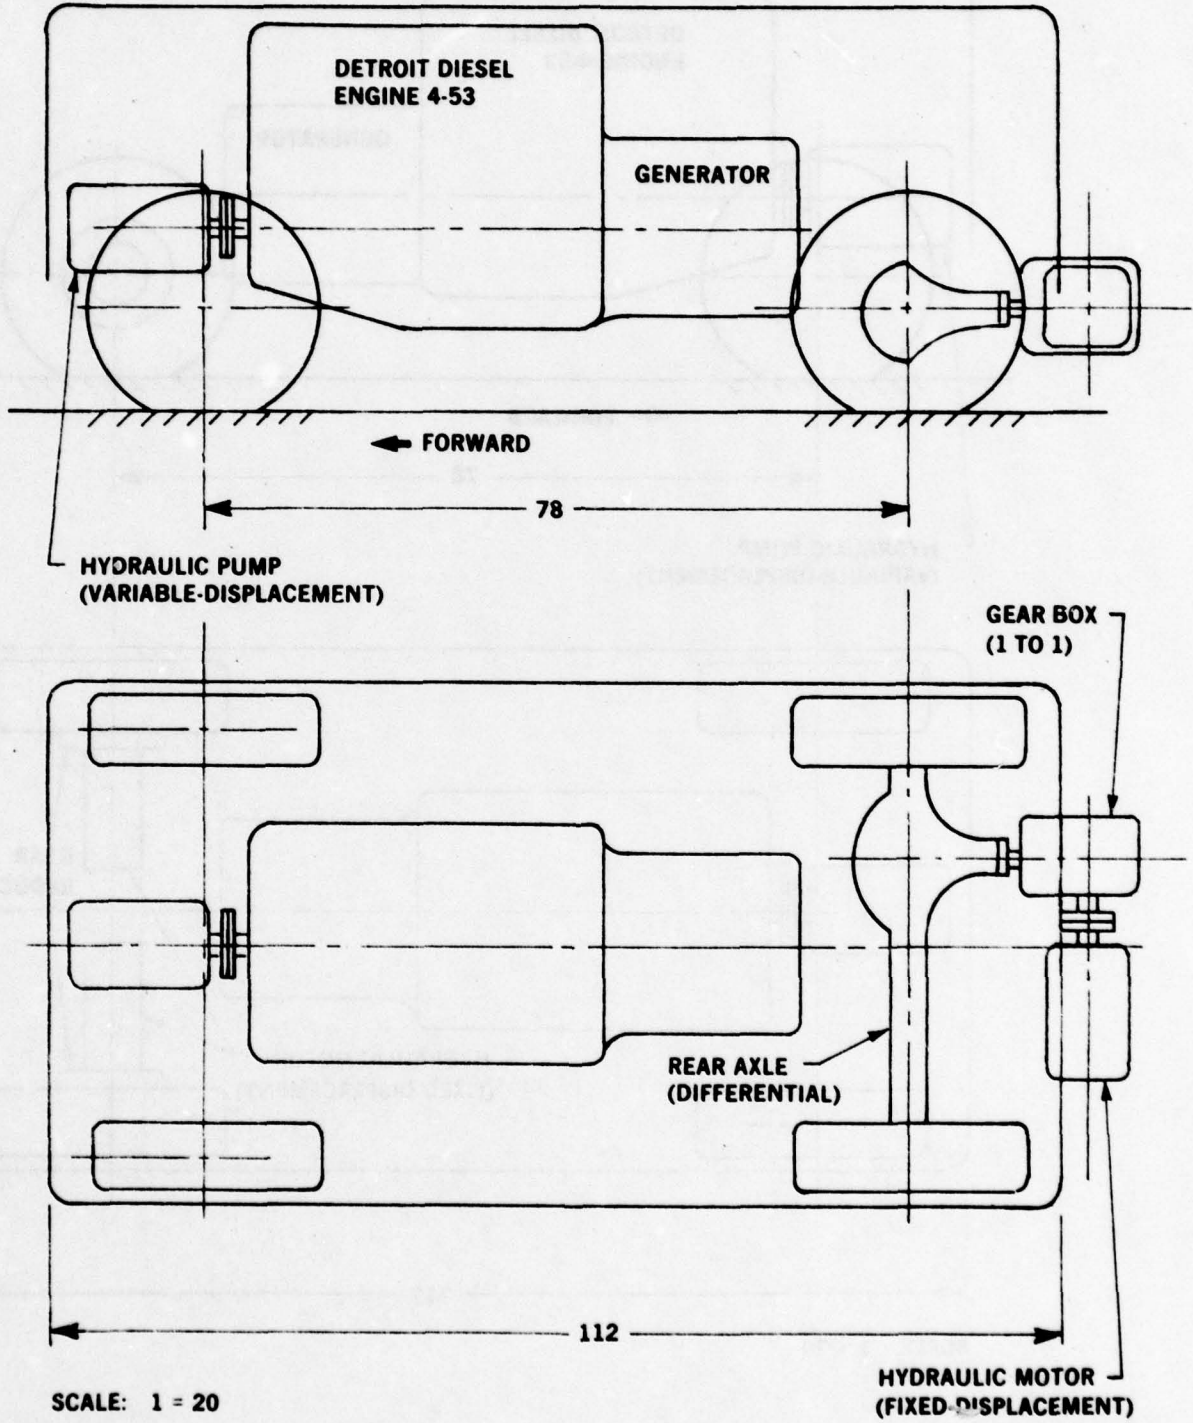 DETROIT DIESEL
ENGINE 4-53
GENERATOR
FORWARD
78
HYDRAULIC PUMP
(VARIABLE-DISPLACEMENT)
GEAR BOX
(1 TO 1)
REAR AXLE
(DIFFERENTIAL)
112
HYDRAULIC MOTOR
(FIXED-DISPLACEMENT)
SCALE: 1 = 20